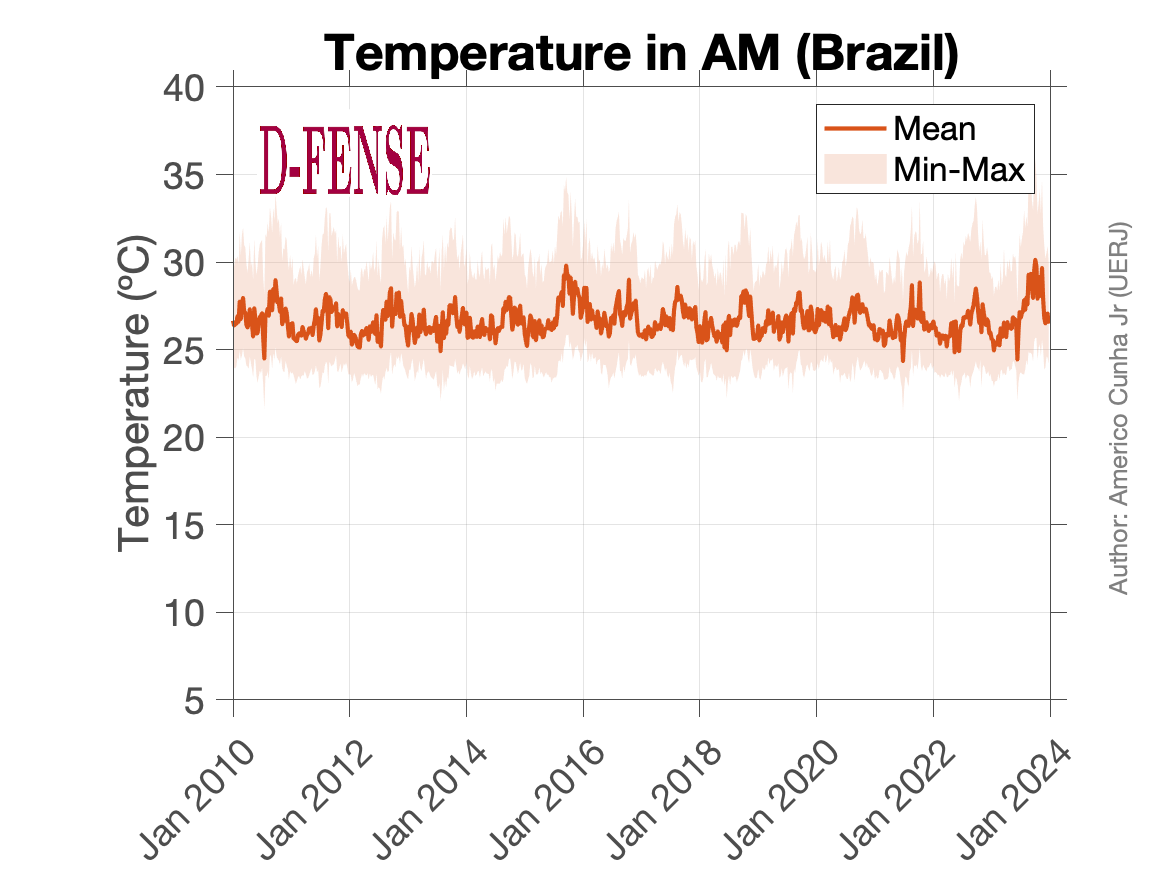 Temperature in AM (Brazil)
D-FENSE
Mean
Min-Max
Temperature (ºC)
40
35
30
25
20
15
10
5
Jan 2010
Jan 2012
Jan 2014
Jan 2016
Jan 2018
Jan 2020
Jan 2022
Jan 2024
Author: Americo Cunha Jr (UERJ)